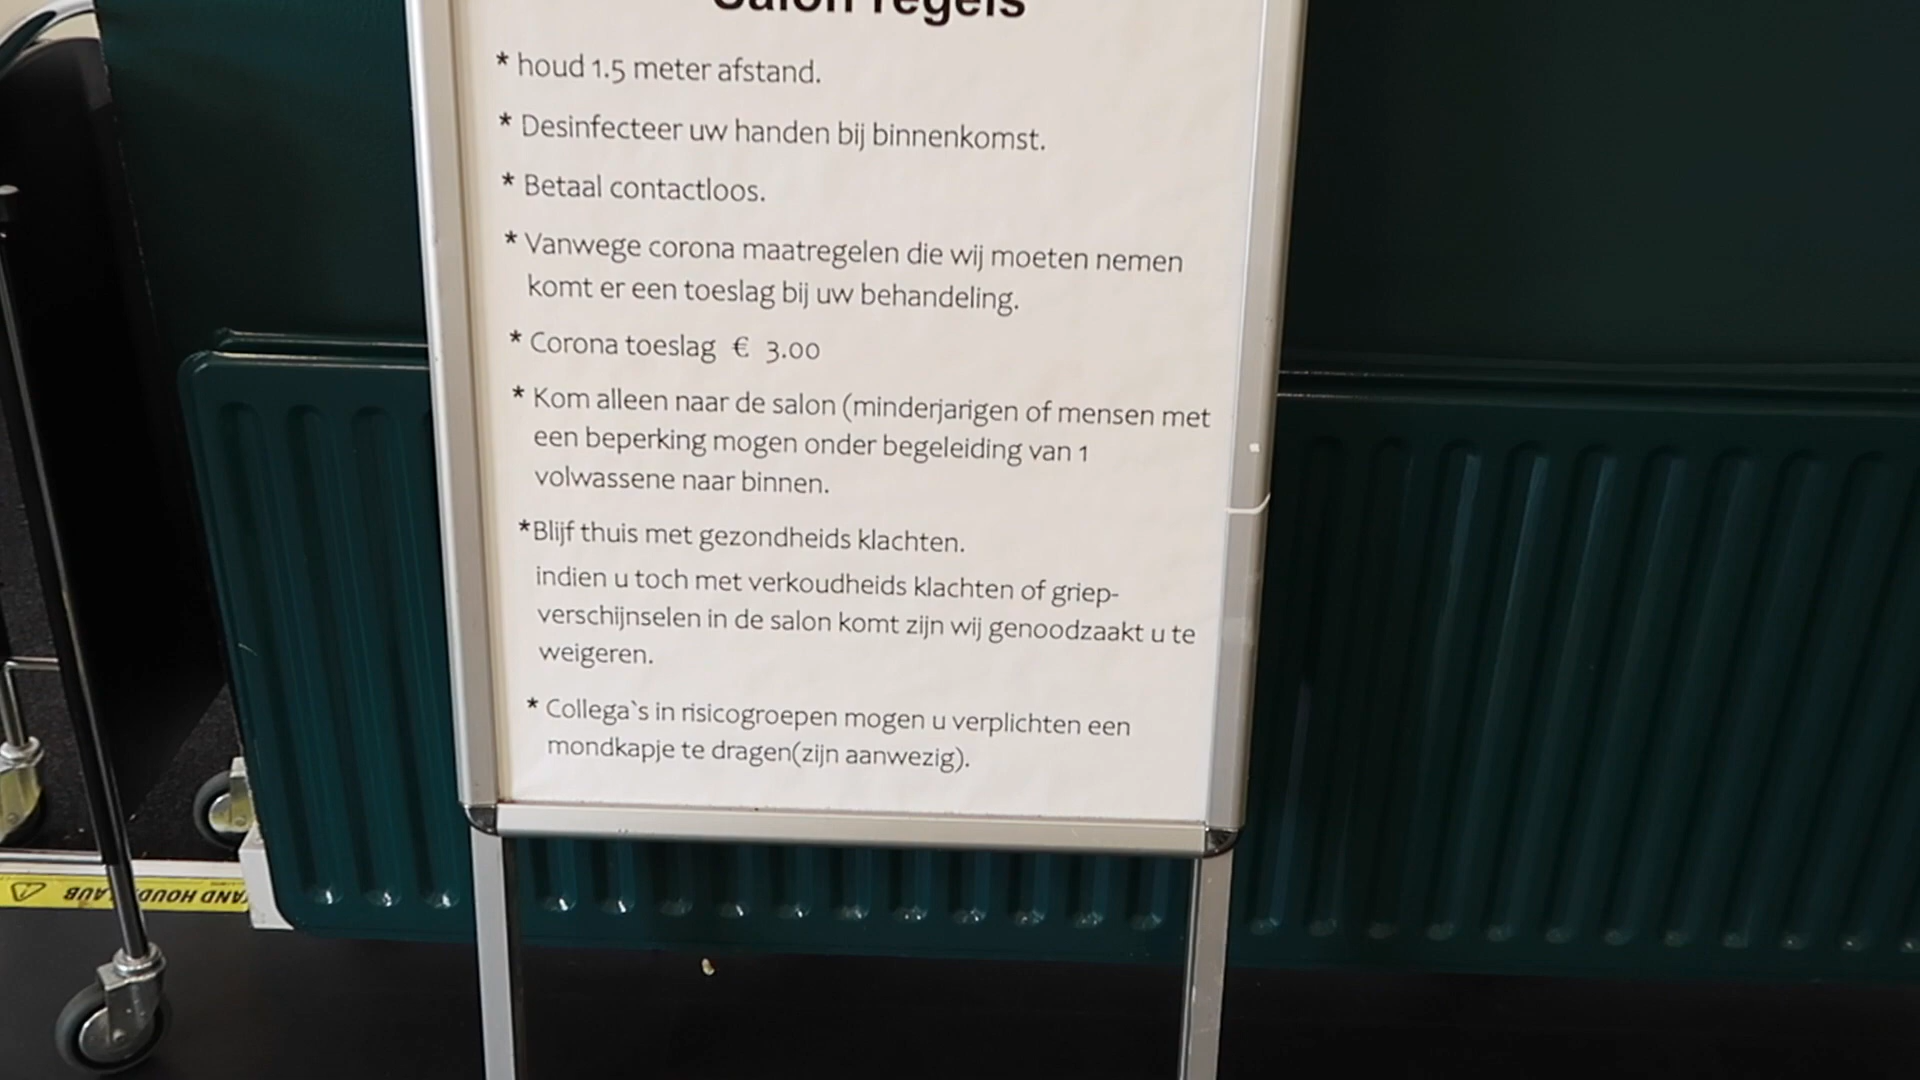 Salon regels
* houd 1.5 meter afstand.
* Desinfecteer uw handen bij binnenkomst.
* Betaal contactloos.
* Vanwege corona maatregelen die wij moeten nemen
komt er een toeslag bij uw behandeling.
* Corona toeslag € 3.00
* Kom alleen naar de salon (minderjarigen of mensen met
een beperking mogen onder begeleiding van 1
volwassene naar binnen.
*Blijf thuis met gezondheids klachten.
indien u toch met verkoudheids klachten of griep-
verschijnselen in de salon komt zijn wij genoodzaakt u te
weigeren.
* Collega`s in risicogroepen mogen u verplichten een
mondkapje te dragen(zijn aanwezig).
HOUD